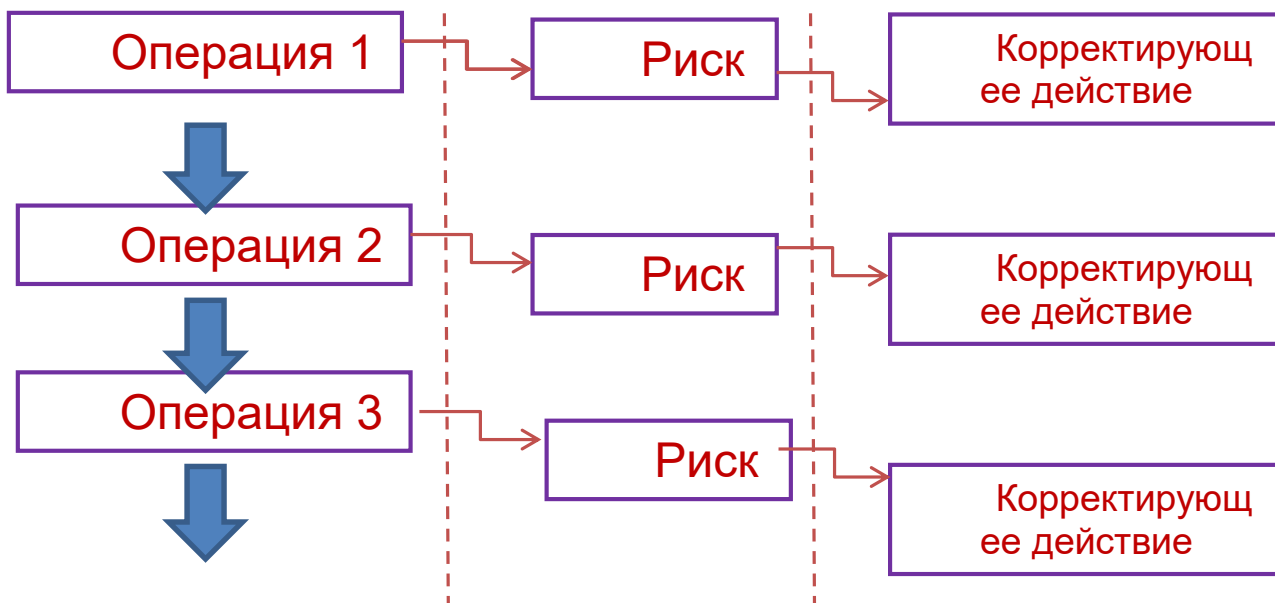 Операция 1
Риск
Корректирующ
ее действие
Операция 2
Риск
Корректирующ
ее действие
Операция 3
Риск
Корректирующ
ее действие